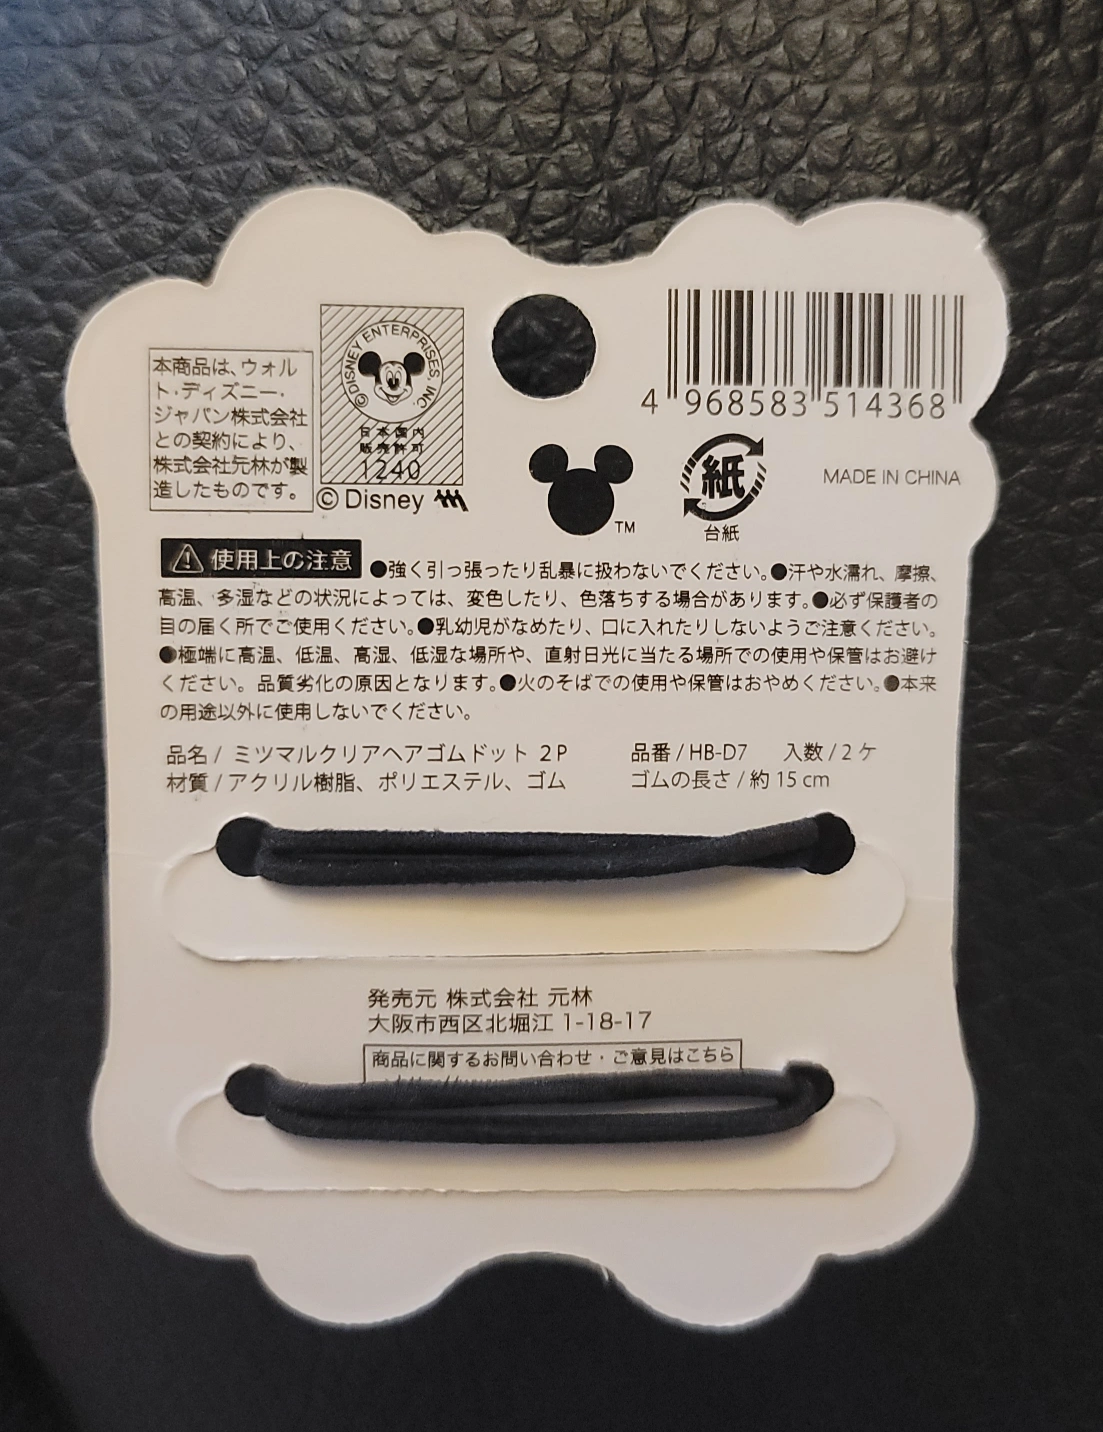 本商品は、ウォル
ト・ディズニー・
ジャパン株式会社
との契約により、
株式会社元林が製
造したものです。
©DISNEY ENTERPRISES, INC.
日本国内
販売許可
1240
©Disney
4 968583 514368
TM
紙
台紙
MADE IN CHINA
使用上の注意 ●強く引っ張ったり乱暴に扱わないでください。●汗や水濡れ、摩擦、
高温、多湿などの状況によっては、変色したり、色落ちする場合があります。●必ず保護者の
目の届く所でご使用ください。●乳幼児がなめたり、口に入れたりしないようご注意ください。
●極端に高温、低温、高湿、低湿な場所や、直射日光に当たる場所での使用や保管はお避け
ください。品質劣化の原因となります。●火のそばでの使用や保管はおやめください。●本来
の用途以外に使用しないでください。
品名 / ミツマルクリアヘアゴムドット 2P 品番 / HB-D7 入数 / 2ケ
材質 / アクリル樹脂、ポリエステル、ゴム ゴムの長さ / 約15cm
発売元 株式会社 元林
大阪市西区北堀江 1-18-17
商品に関するお問い合わせ・ご意見はこちら